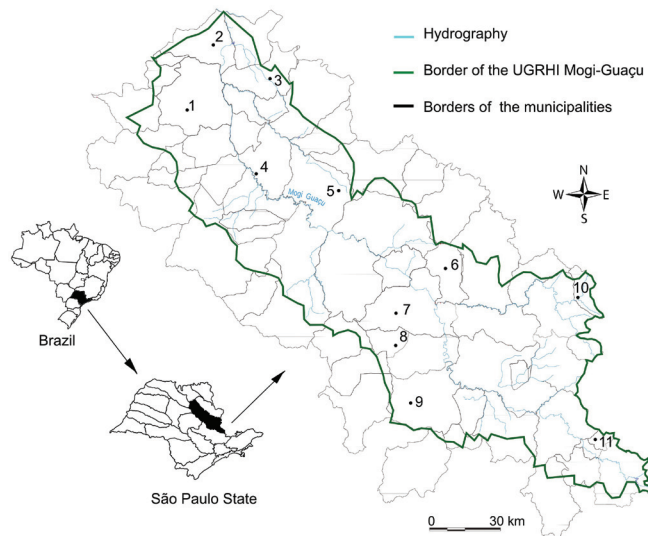 Hydrography
Border of the UGRHI Mogi-Guaçu
Borders of the municipalities
2
3
1
4
5
Mogi Guaçu
N
W E
S
6
10
7
8
9
11
Brazil
São Paulo State
0 30 km